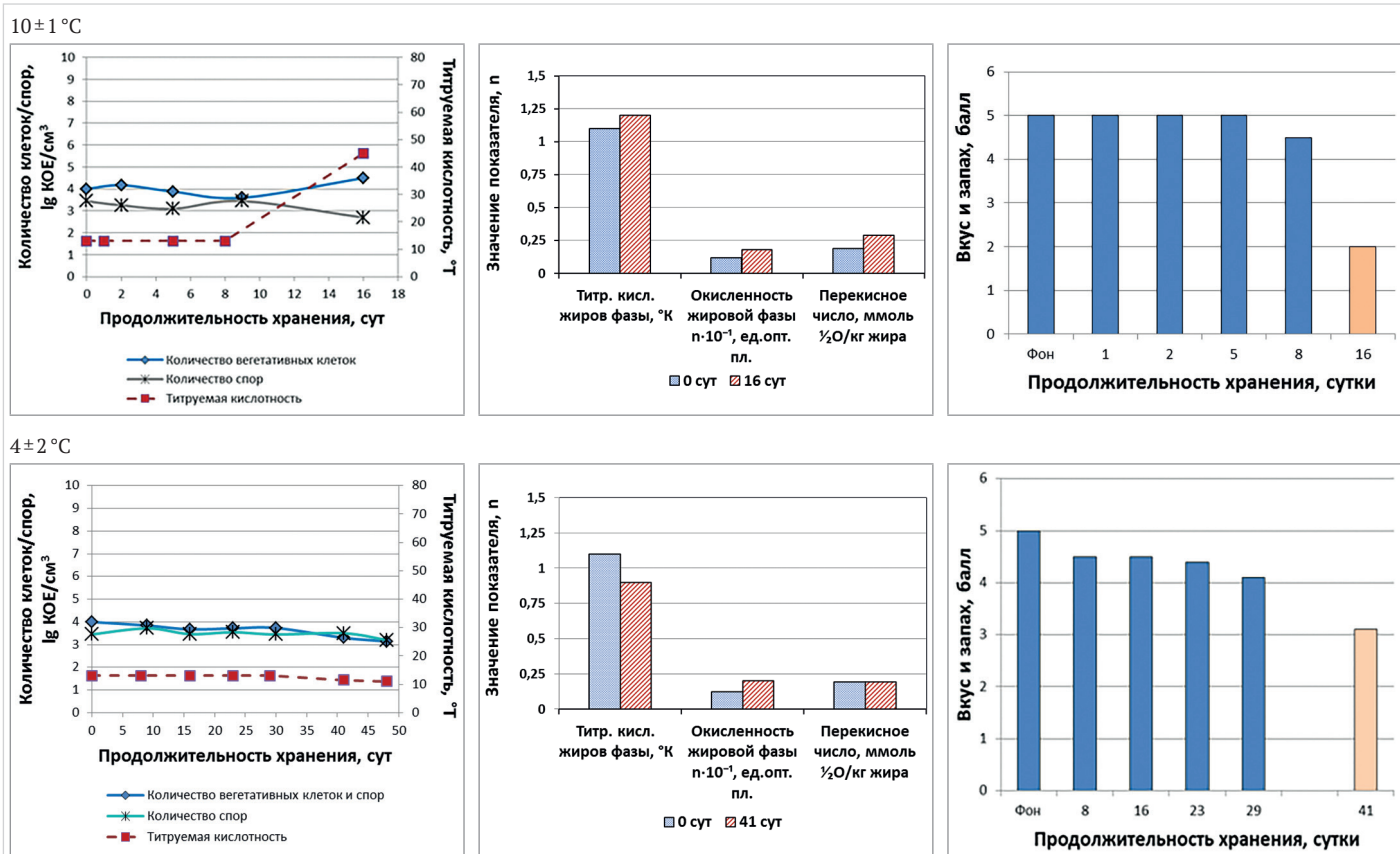 10±1 °C
Количество клеток/спор,
lg КОЕ/см³
10
9
8
7
6
5
4
3
2
1
0
80
70
60
50
40
30
20
10
0
Титруемая кислотность, °Т
0 2 4 6 8 10 12 14 16 18
Продолжительность хранения, сут
Количество вегетативных клеток
Количество спор
Титруемая кислотность
Значение показателя, n
1,5
1,25
1
0,75
0,5
0,25
0
Титр. кисл.
жиров фазы, °К
Окисленность
жировой фазы
n·10⁻¹, ед.опт.
пл.
Перекисное
число, ммоль
½О/кг жира
0 сут 16 сут
Вкус и запах, балл
6
5
4
3
2
1
0
Фон 1 2 5 8 16
Продолжительность хранения, сутки
4±2 °C
Количество клеток/спор,
lg КОЕ/см³
10
9
8
7
6
5
4
3
2
1
0
80
70
60
50
40
30
20
10
0
Титруемая кислотность, °Т
0 5 10 15 20 25 30 35 40 45 50
Продолжительность хранения, сут
Количество вегетативных клеток и спор
Количество спор
Титруемая кислотность
Значение показателя, n
1,5
1,25
1
0,75
0,5
0,25
0
Титр. кисл.
жиров фазы, °К
Окисленность
жировой фазы
n·10⁻¹, ед.опт.
пл.
Перекисное
число, ммоль
½О/кг жира
0 сут 41 сут
Вкус и запах, балл
6
5
4
3
2
1
0
Фон 8 16 23 29 41
Продолжительность хранения, сутки